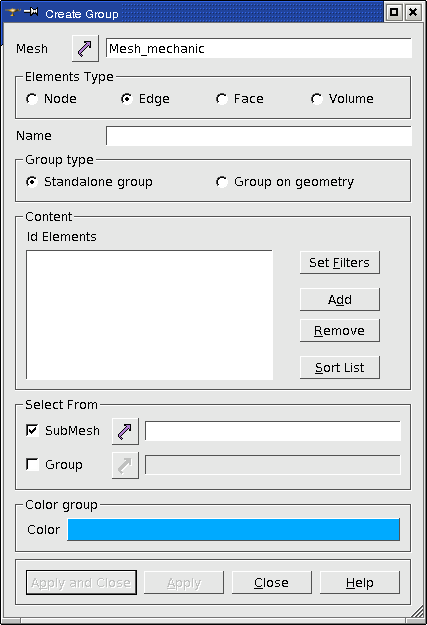 Create Group
Mesh Mesh_mechanic
Elements Type
Node Edge Face Volume
Name
Group type
Standalone group Group on geometry
Content
Id Elements
Set Filters
Add
Remove
Sort List
Select From
SubMesh
Group
Color group
Color
Apply and Close Apply Close Help